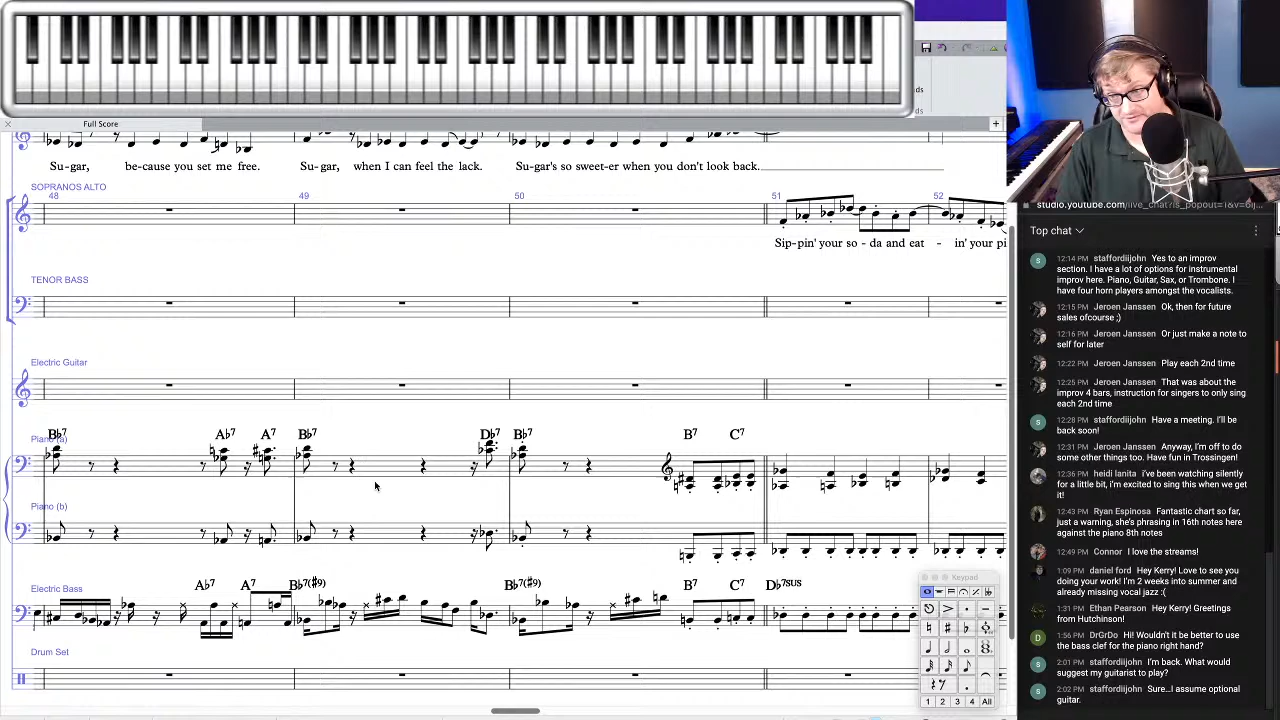 Full Score
ds
ds
Su-gar, be-cause you set me free. Su-gar, when I can feel the lack. Sugar's so sweet-er when you don't look back.
SOPRANOS ALTO
48 49 50 51 52
Sip-pin' your so - da and eat - in' your pi
TENOR BASS
Electric Guitar
Piano (a)
B♭7 A♭7 A7 B♭7 D♭7 B♭7 B7 C7
Piano (b)
Electric Bass
A♭7 A7 B♭7(♯9) B♭7(♯9) B7 C7 D♭7sus
Drum Set
Keypad
1 2 3 4 All
studio.youtube.com/live_chat?is_popout=1&v=
Top chat
12:14 PM staffordiijohn Yes to an improv
section. I have a lot of options for instrumental
improv here. Piano, Guitar, Sax, or Trombone. I
have four horn players amongst the vocalists.
12:15 PM Jeroen Janssen Ok, then for future
sales ofcourse ;)
12:16 PM Jeroen Janssen Or just make a note to
self for later
12:22 PM Jeroen Janssen Play each 2nd time
12:25 PM Jeroen Janssen That was about the
improv 4 bars, instruction for singers to only sing
each 2nd time
12:28 PM staffordiijohn Have a meeting. I'll be
back soon!
12:31 PM Jeroen Janssen Anyway, I'm off to do
some other things too. Have fun in Trossingen!
12:36 PM heidi lanita i've been watching silently
for a little bit, i'm excited to sing this when we get
it!
12:43 PM Ryan Espinosa Fantastic chart so far,
just a warning, she's phrasing in 16th notes here
against the piano 8th notes
12:49 PM Connor I love the streams!
1:09 PM daniel ford Hey Kerry! Love to see you
doing your work! I'm 2 weeks into summer and
already missing vocal jazz :(
1:31 PM Ethan Pearson Hey Kerry! Greetings
from Hutchinson!
1:56 PM DrGrDo Hi! Wouldn't it be better to use
the bass clef for the piano right hand?
2:01 PM staffordiijohn I'm back. What would
suggest my guitarist to play?
2:02 PM staffordiijohn Sure...I assume optional
guitar.